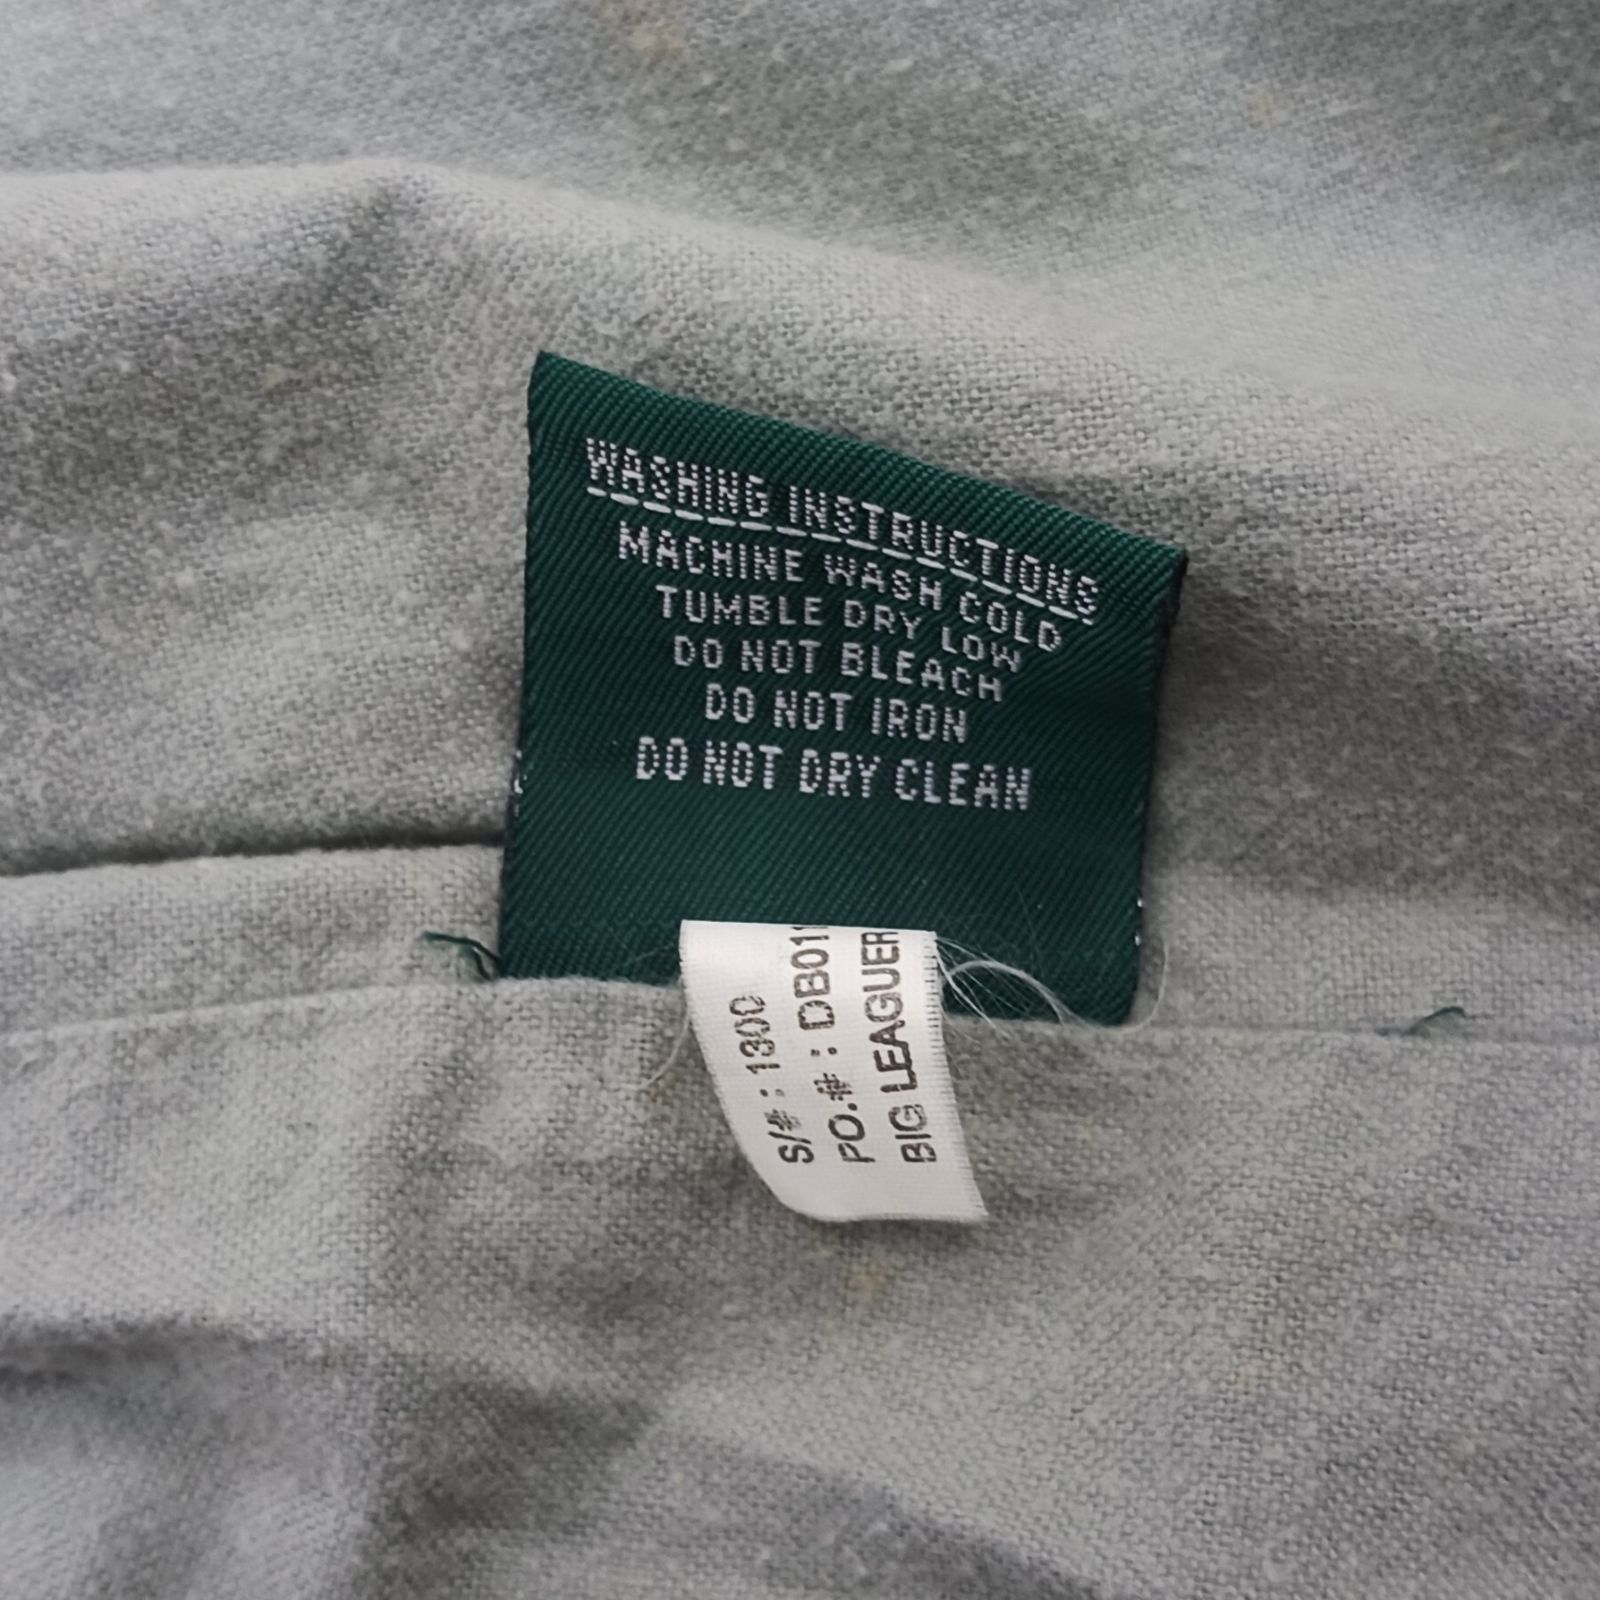 WASHING INSTRUCTIONS
MACHINE WASH COLD
TUMBLE DRY LOW
DO NOT BLEACH
DO NOT IRON
DO NOT DRY CLEAN
S/# : 1300
PO.# : DB011
BIG LEAGUER